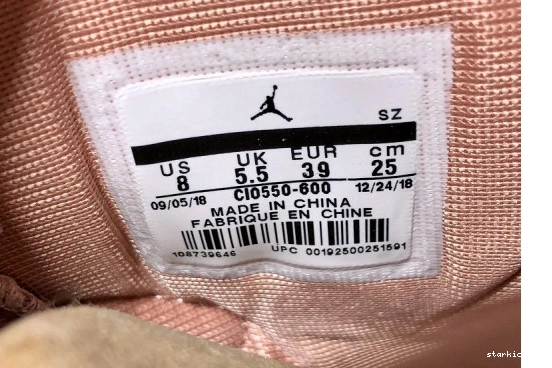 SZ
US UK EUR cm
8 5.5 39 25
09/05/18 CI0550-600 12/24/18
MADE IN CHINA
FABRIQUE EN CHINE
108739646 UPC 00192500251591